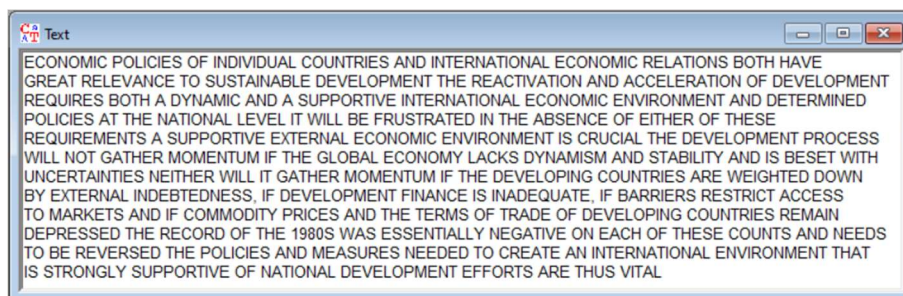 Text
ECONOMIC POLICIES OF INDIVIDUAL COUNTRIES AND INTERNATIONAL ECONOMIC RELATIONS BOTH HAVE
GREAT RELEVANCE TO SUSTAINABLE DEVELOPMENT THE REACTIVATION AND ACCELERATION OF DEVELOPMENT
REQUIRES BOTH A DYNAMIC AND A SUPPORTIVE INTERNATIONAL ECONOMIC ENVIRONMENT AND DETERMINED
POLICIES AT THE NATIONAL LEVEL IT WILL BE FRUSTRATED IN THE ABSENCE OF EITHER OF THESE
REQUIREMENTS A SUPPORTIVE EXTERNAL ECONOMIC ENVIRONMENT IS CRUCIAL THE DEVELOPMENT PROCESS
WILL NOT GATHER MOMENTUM IF THE GLOBAL ECONOMY LACKS DYNAMISM AND STABILITY AND IS BESET WITH
UNCERTAINTIES NEITHER WILL IT GATHER MOMENTUM IF THE DEVELOPING COUNTRIES ARE WEIGHTED DOWN
BY EXTERNAL INDEBTEDNESS, IF DEVELOPMENT FINANCE IS INADEQUATE, IF BARRIERS RESTRICT ACCESS
TO MARKETS AND IF COMMODITY PRICES AND THE TERMS OF TRADE OF DEVELOPING COUNTRIES REMAIN
DEPRESSED THE RECORD OF THE 1980S WAS ESSENTIALLY NEGATIVE ON EACH OF THESE COUNTS AND NEEDS
TO BE REVERSED THE POLICIES AND MEASURES NEEDED TO CREATE AN INTERNATIONAL ENVIRONMENT THAT
IS STRONGLY SUPPORTIVE OF NATIONAL DEVELOPMENT EFFORTS ARE THUS VITAL